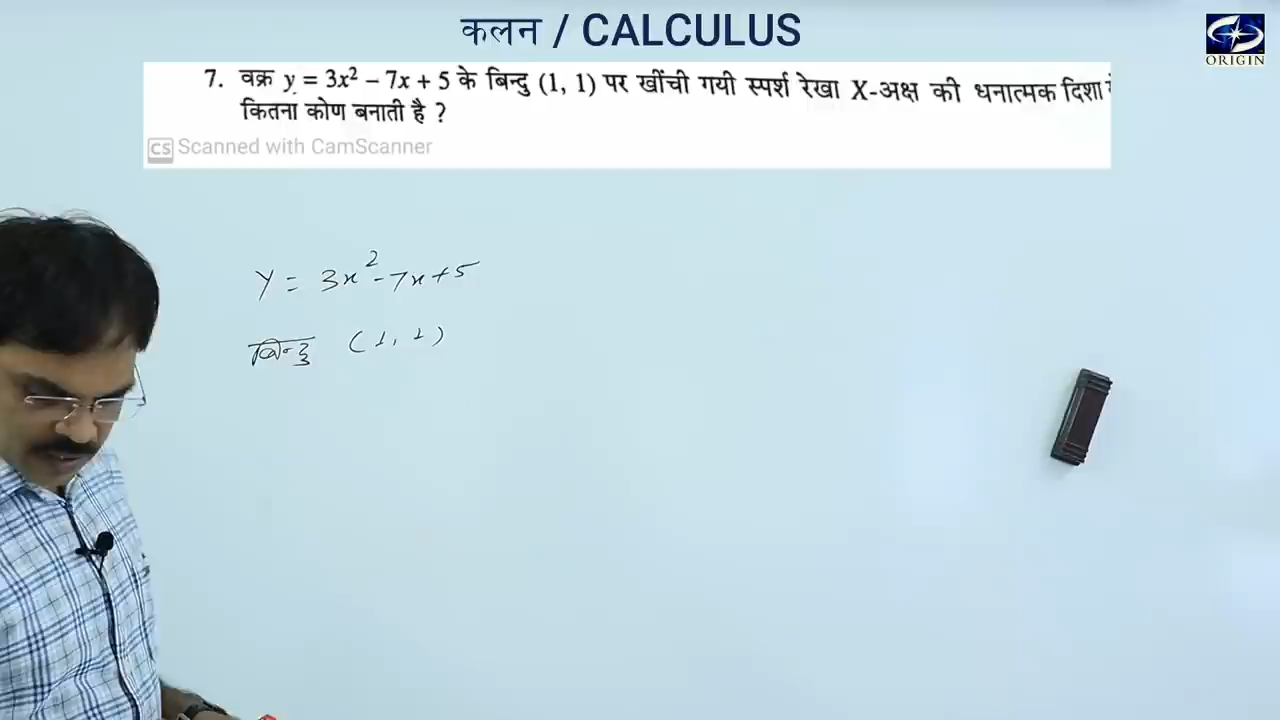 कलन / CALCULUS
ORIGIN
7. वक्र y = 3x² – 7x + 5 के बिन्दु (1, 1) पर खींची गयी स्पर्श रेखा X-अक्ष की धनात्मक दिशा
कितना कोण बनाती है ?
CS Scanned with CamScanner
y = 3x² - 7x + 5
बिन्दु (1, 1)